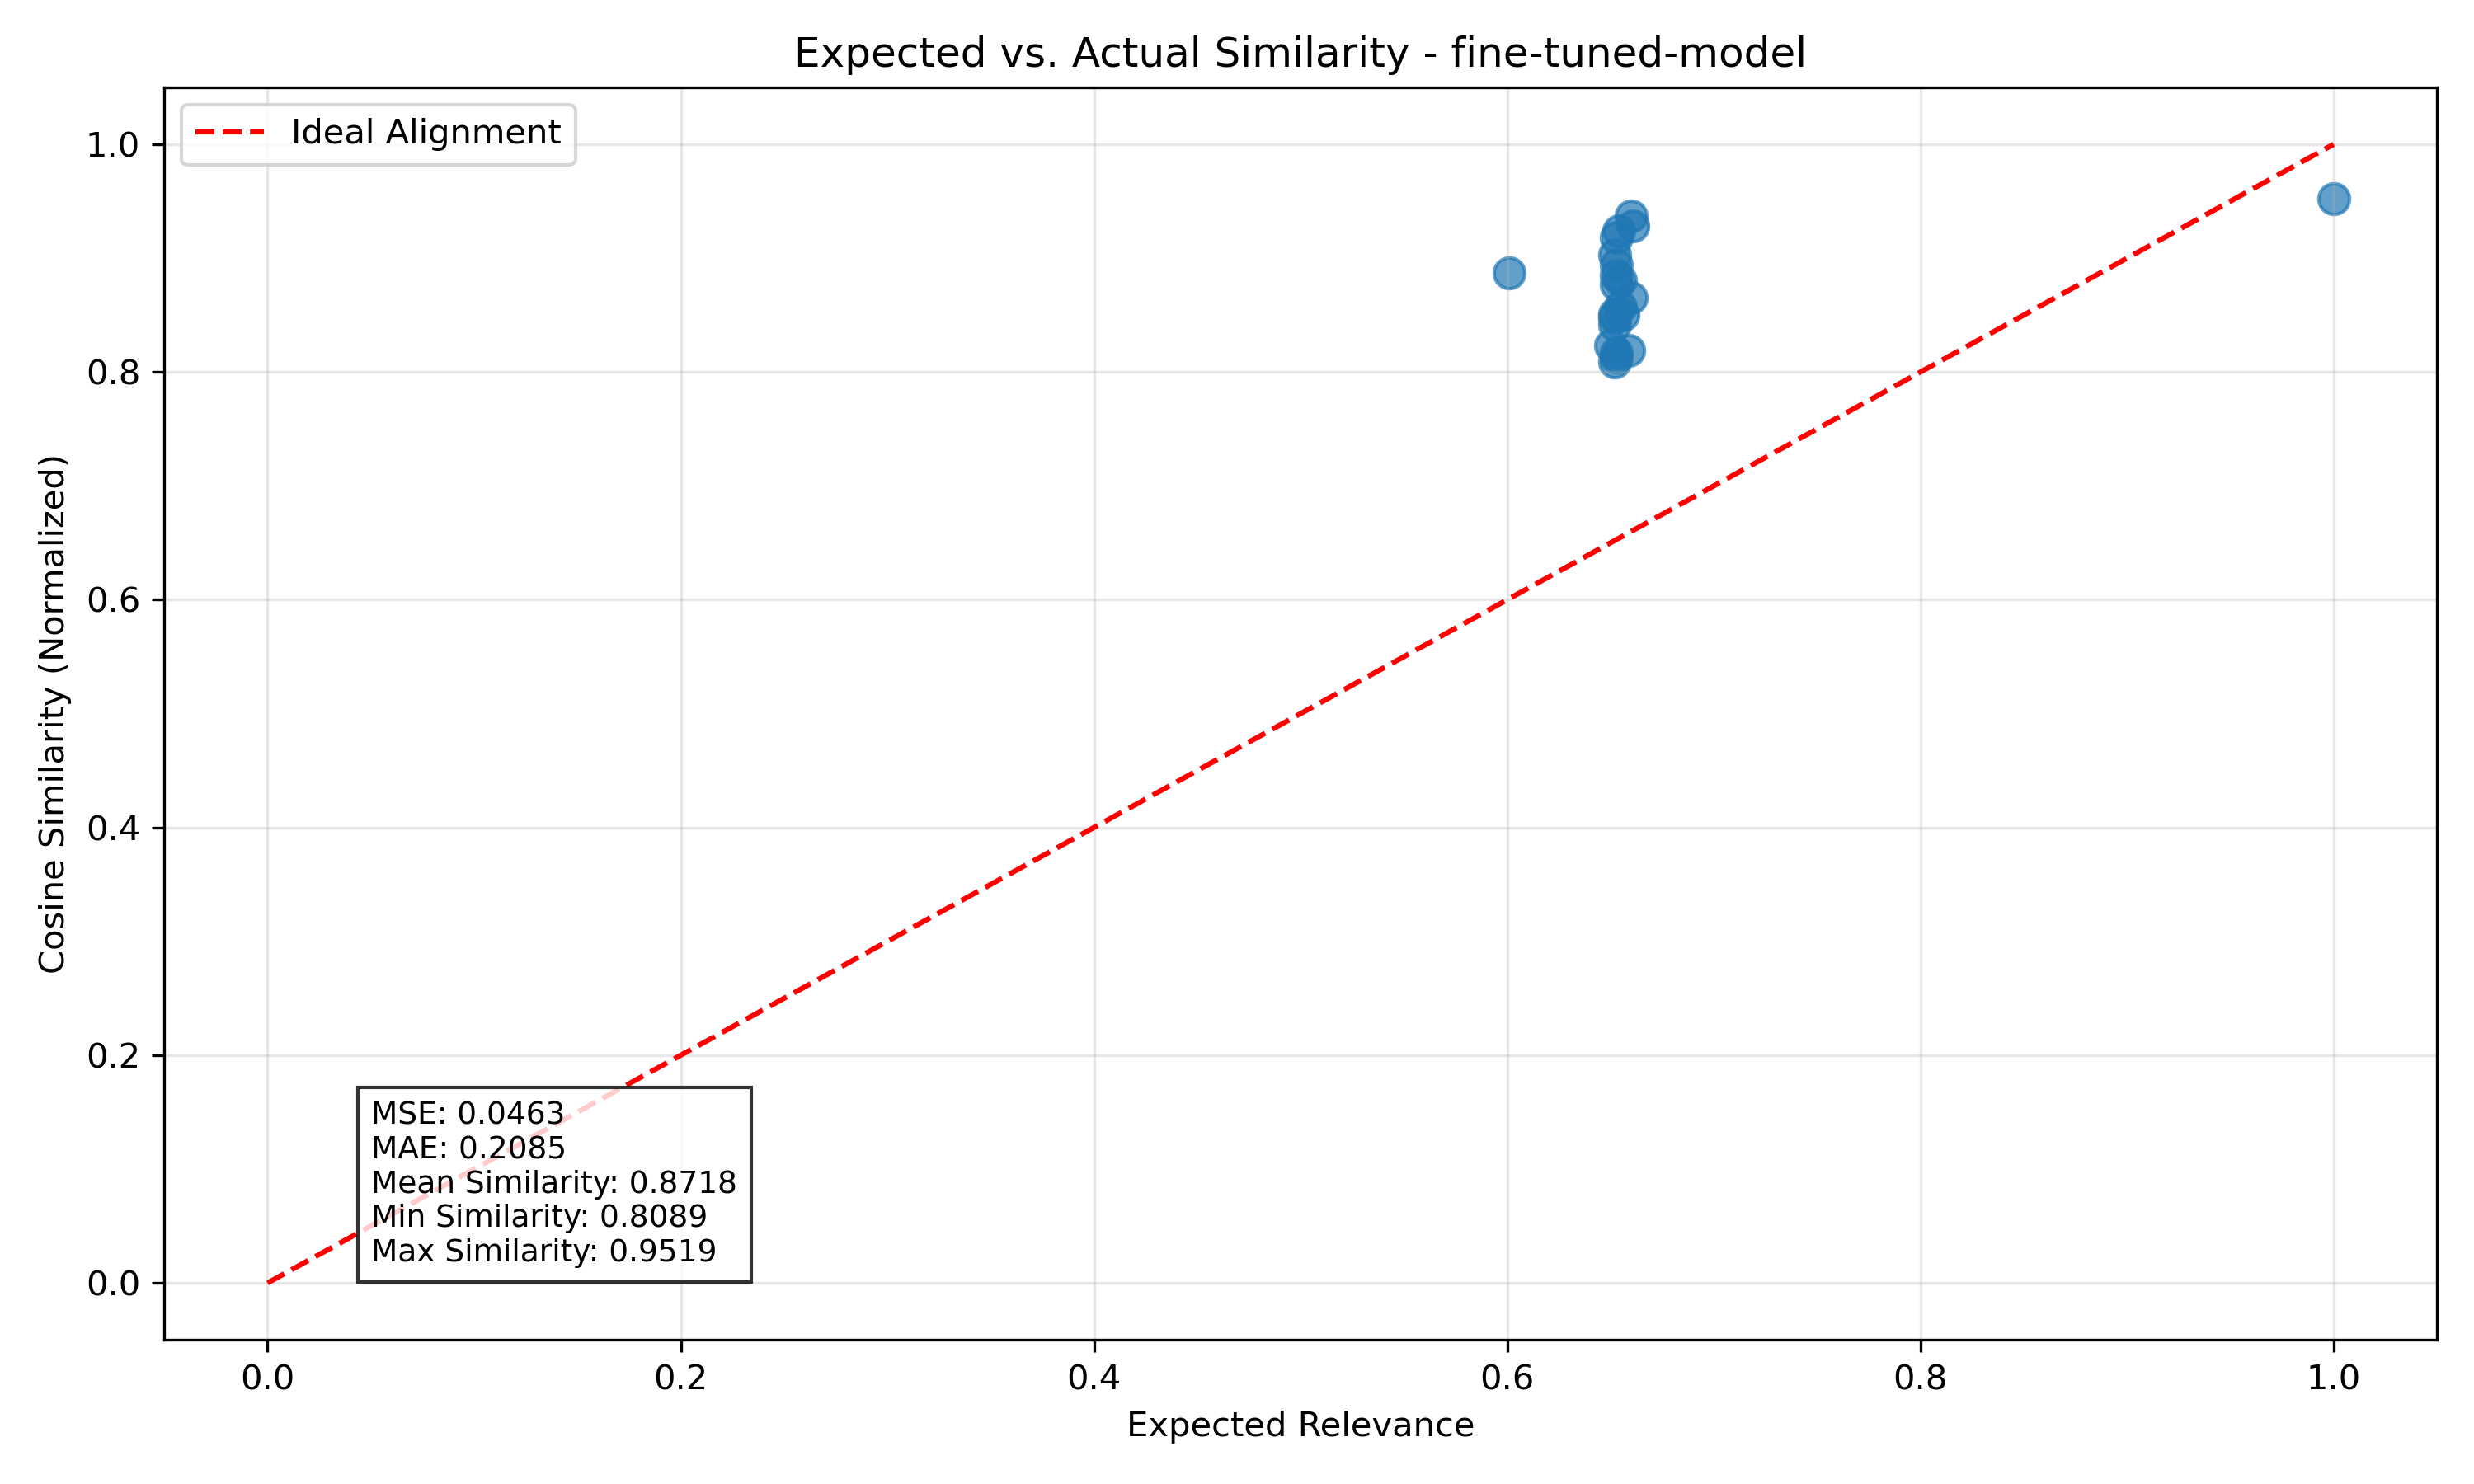 Expected vs. Actual Similarity - fine-tuned-model
Ideal Alignment
Cosine Similarity (Normalized)
1.0
0.8
0.6
0.4
0.2
0.0
MSE: 0.0463
MAE: 0.2085
Mean Similarity: 0.8718
Min Similarity: 0.8089
Max Similarity: 0.9519
0.0 0.2 0.4 0.6 0.8 1.0
Expected Relevance